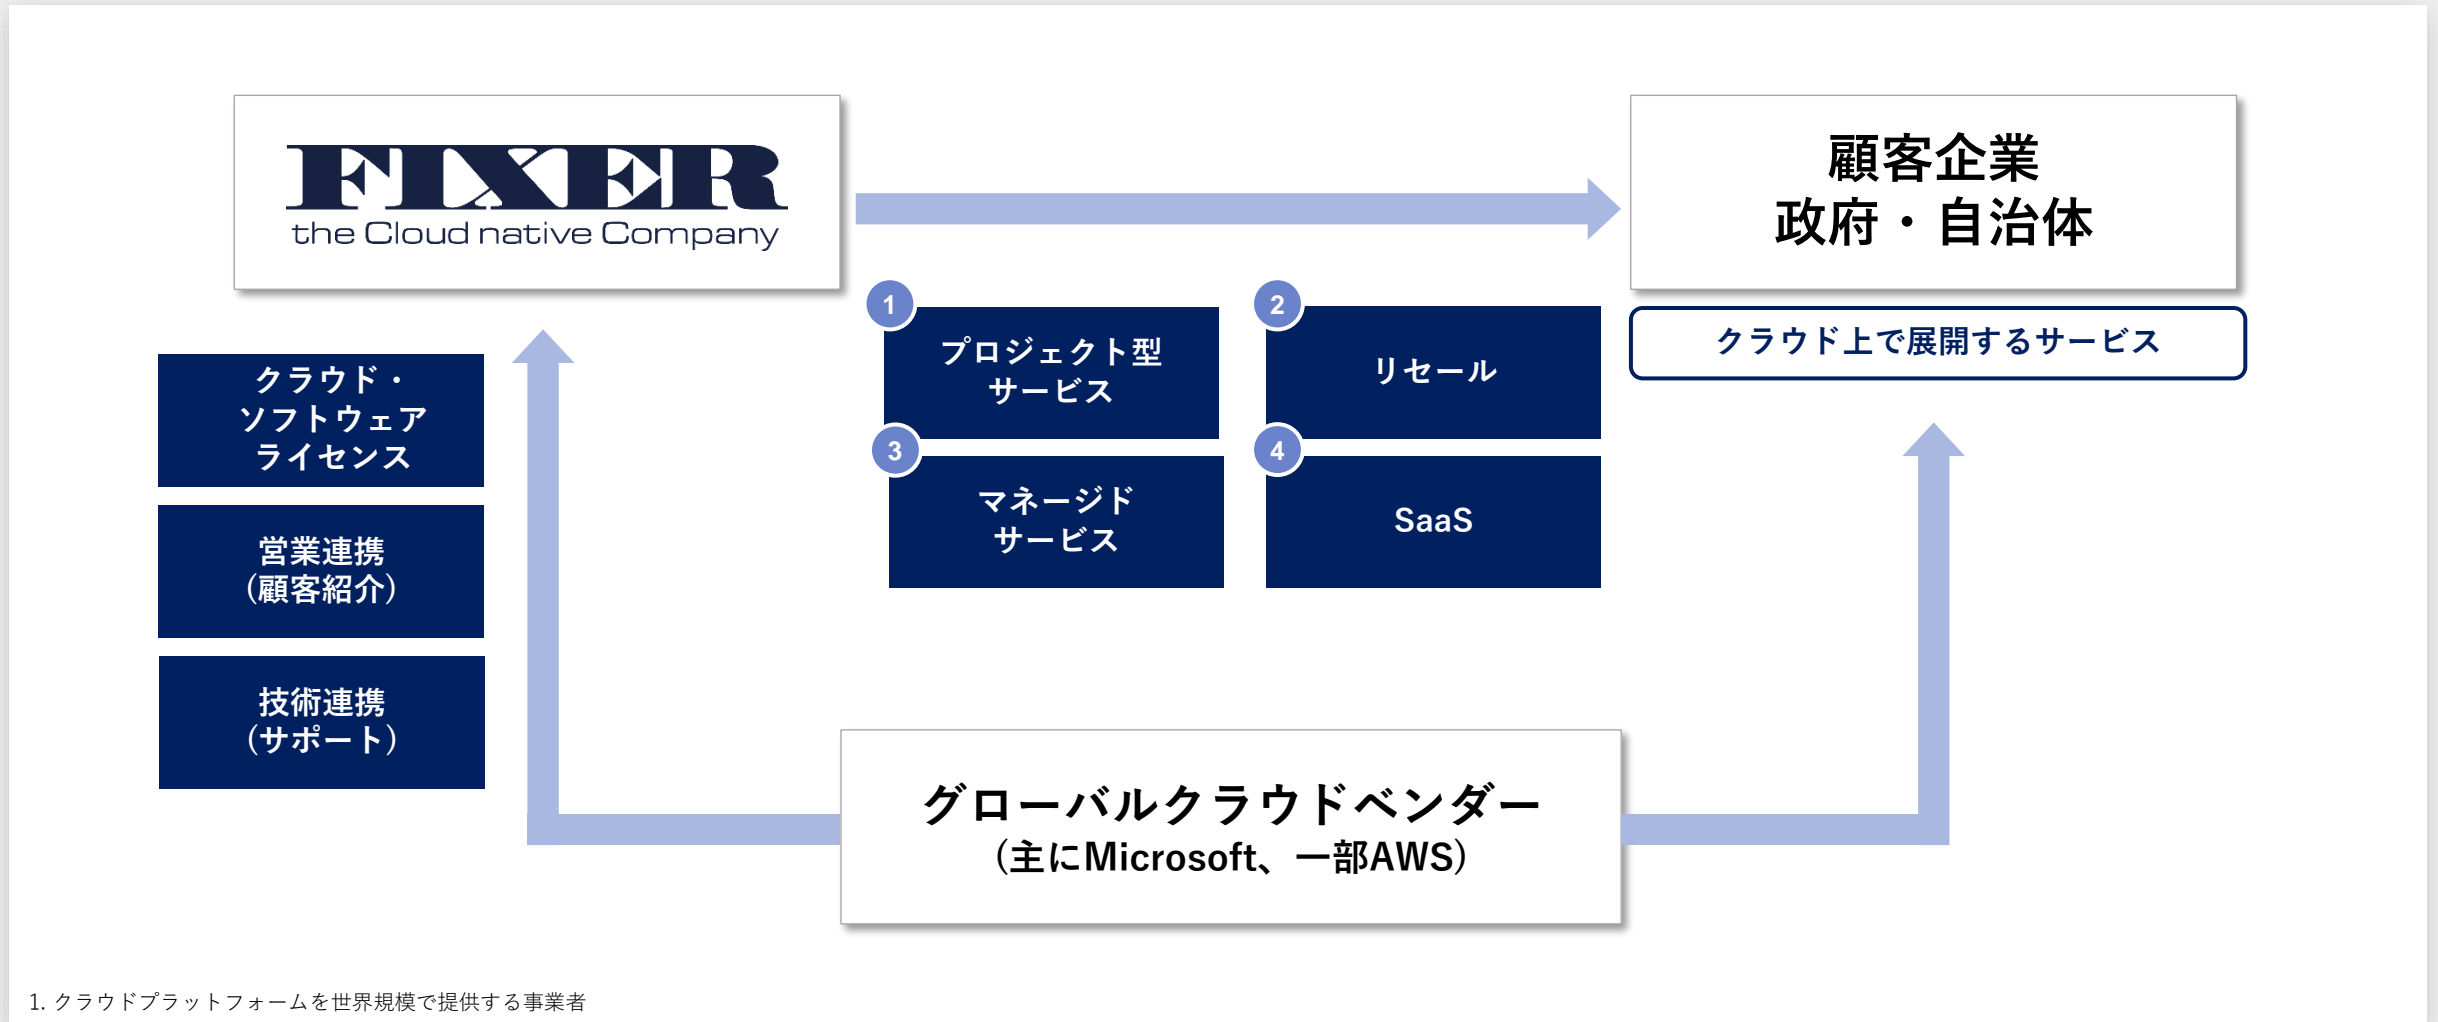 FIXER
the Cloud native Company
顧客企業
政府・自治体
クラウド上で展開するサービス
1
プロジェクト型
サービス
2
リセール
3
マネージド
サービス
4
SaaS
クラウド・
ソフトウェア
ライセンス
営業連携
(顧客紹介)
技術連携
(サポート)
グローバルクラウドベンダー
(主にMicrosoft、一部AWS)
1. クラウドプラットフォームを世界規模で提供する事業者